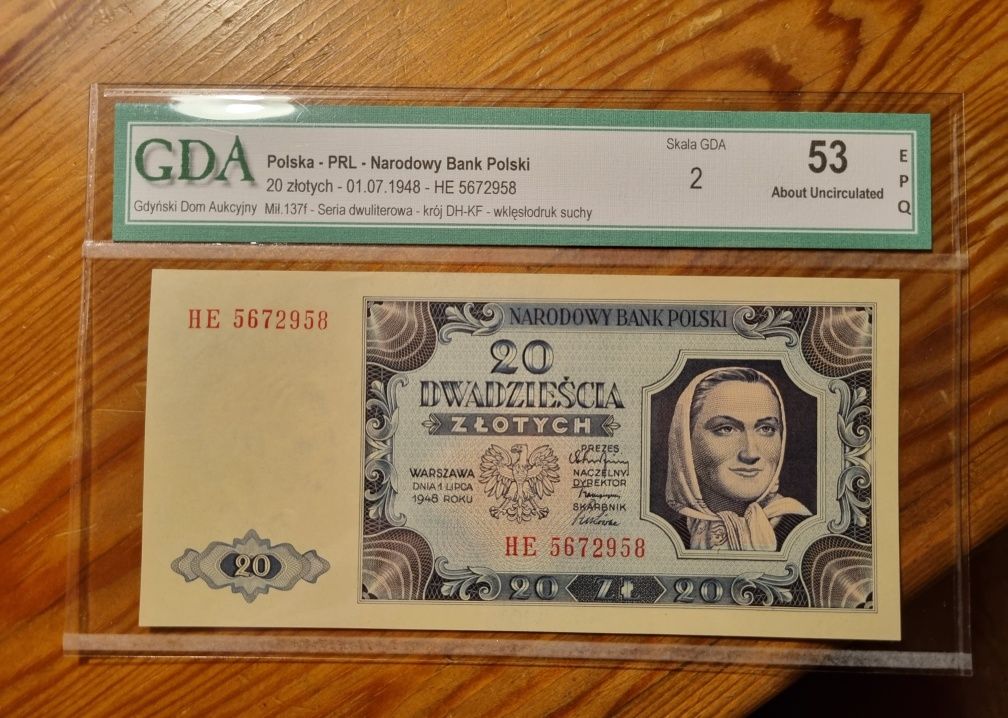 GDA
Gdyński Dom Aukcyjny
Polska - PRL - Narodowy Bank Polski
20 złotych - 01.07.1948 - HE 5672958
Mił.137f - Seria dwuliterowa - krój DH-KF - wklęsłodruk suchy
Skala GDA
2
53
About Uncirculated
E
P
Q
HE 5672958
NARODOWY BANK POLSKI
20
DWADZIEŚCIA
ZŁOTYCH
WARSZAWA
DNIA 1 LIPCA
1948 ROKU
PREZES
NACZELNY
DYREKTOR
SKARBNIK
HE 5672958
20
20 ZŁ 20